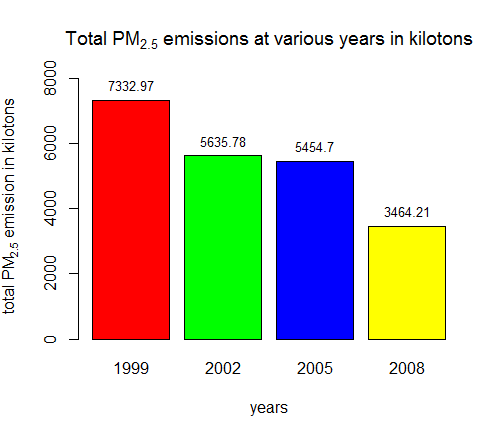 Total PM2.5 emissions at various years in kilotons
total PM2.5 emission in kilotons
8000
6000
4000
2000
0
7332.97
5635.78
5454.7
3464.21
1999 2002 2005 2008
years